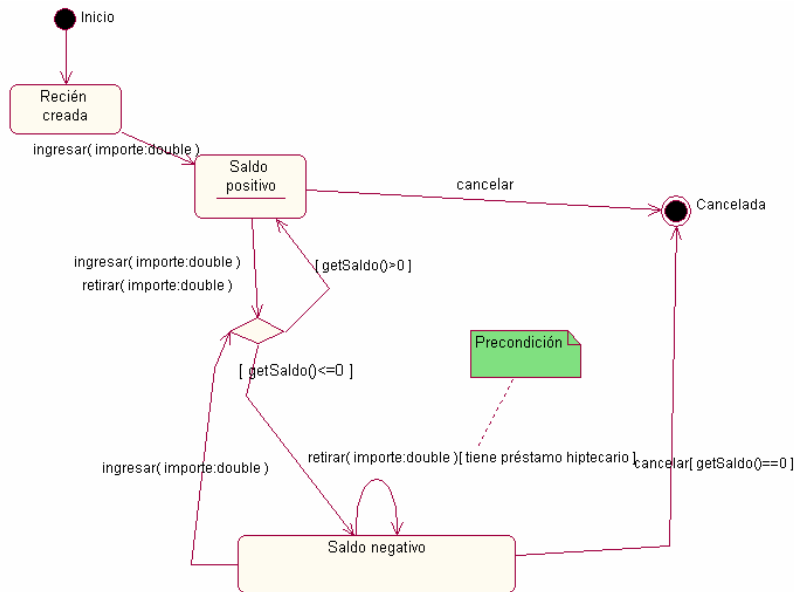 Inicio
Recién
creada
ingresar( importe:double )
Saldo
positivo
cancelar
Cancelada
ingresar( importe:double )
retirar( importe:double )
[ getSaldo()>0 ]
Precondición
[ getSaldo()<=0 ]
retirar( importe:double )[ tiene préstamo hiptecario ]
ingresar( importe:double )
cancelar[ getSaldo()==0 ]
Saldo negativo